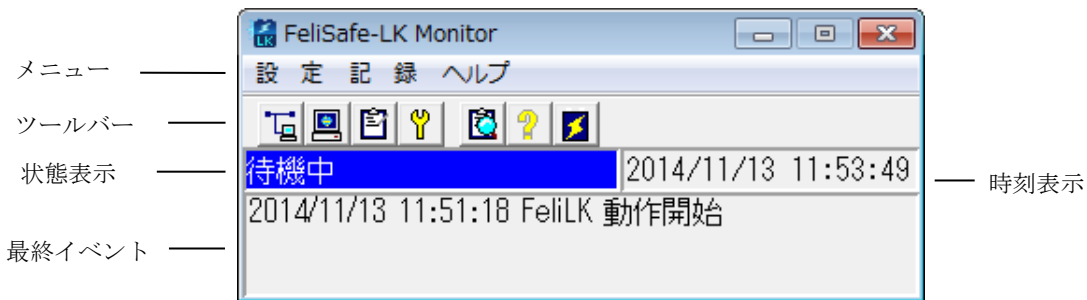 FeliSafe-LK Monitor
メニュー
設 定 記 録 ヘルプ
ツールバー
状態表示
待機中
2014/11/13 11:53:49
時刻表示
2014/11/13 11:51:18 FeliLK 動作開始
最終イベント